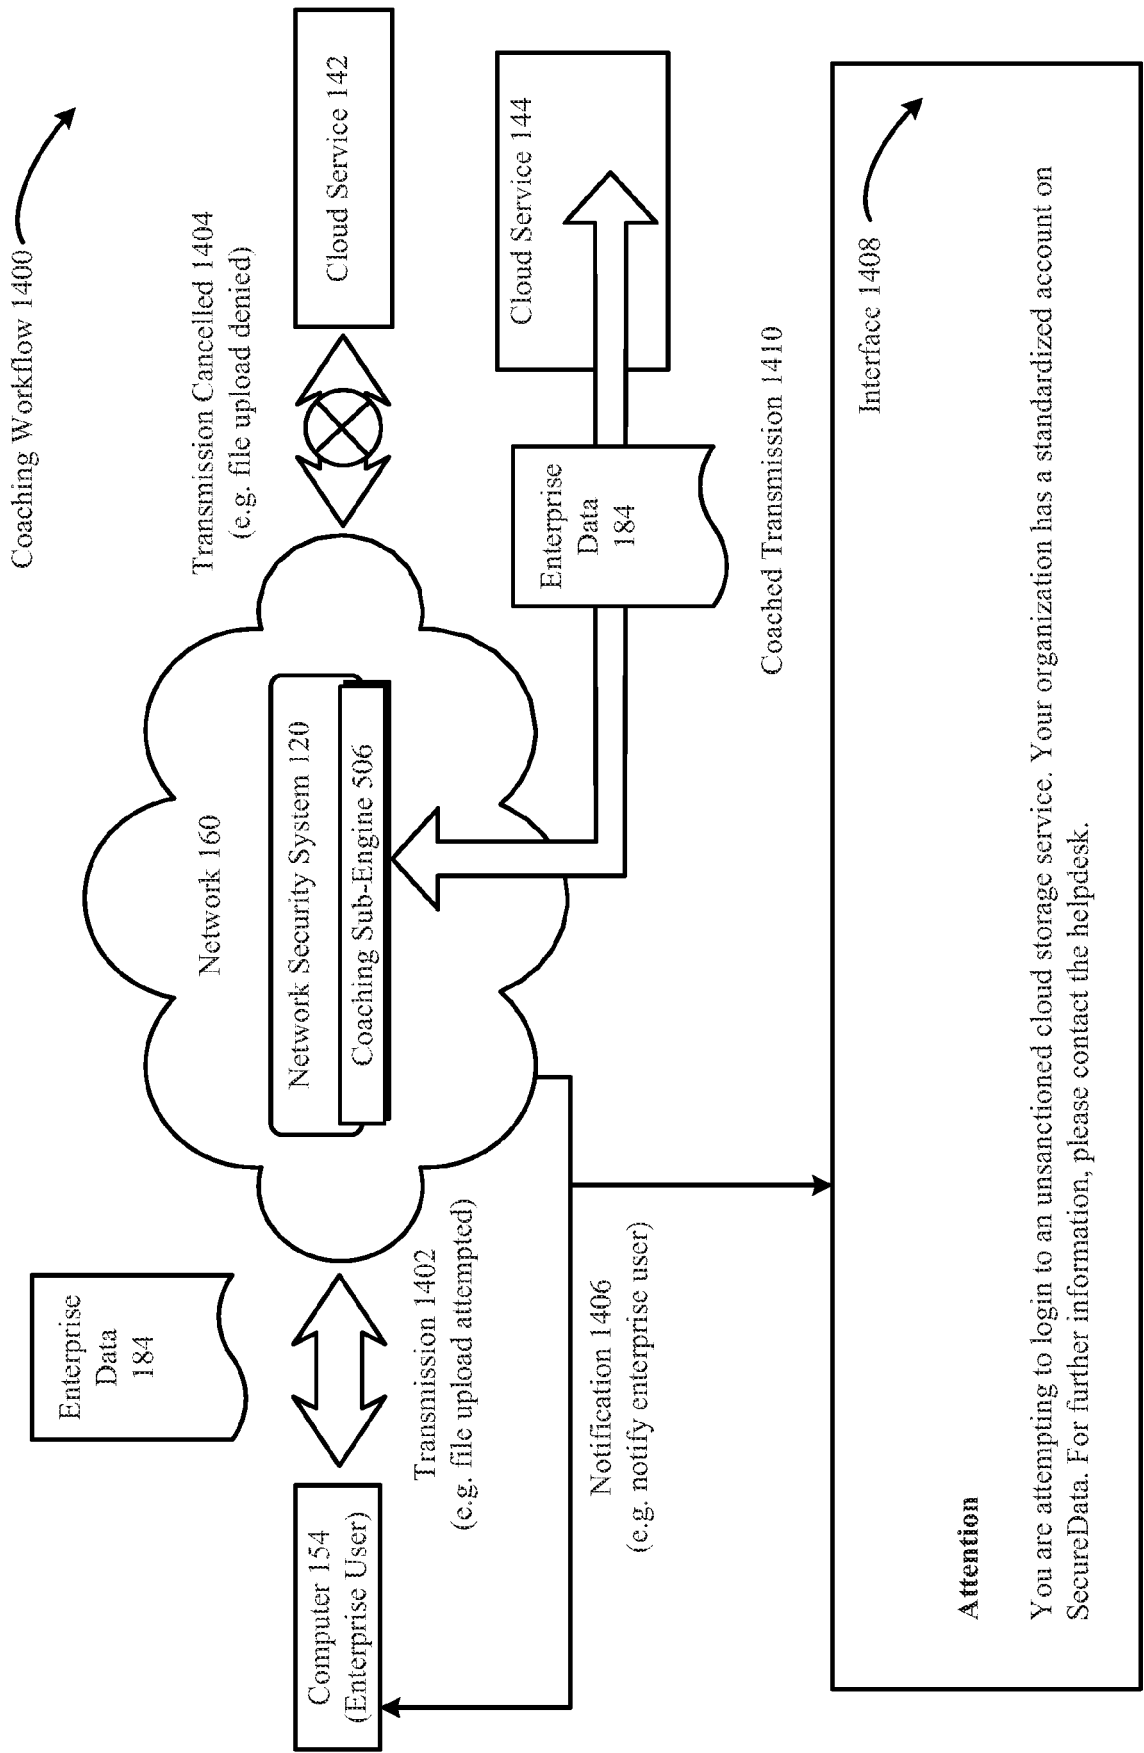 Coaching Workflow 1400
Enterprise
Data
184
Network 160
Transmission Cancelled 1404
(e.g. file upload denied)
Computer 154
(Enterprise User)
Network Security System 120
Coaching Sub-Engine 506
Cloud Service 142
Transmission 1402
(e.g. file upload attempted)
Enterprise
Data
184
Cloud Service 144
Notification 1406
(e.g. notify enterprise user)
Coached Transmission 1410
Interface 1408
Attention
You are attempting to login to an unsanctioned cloud storage service. Your organization has a standardized account on
SecureData. For further information, please contact the helpdesk.